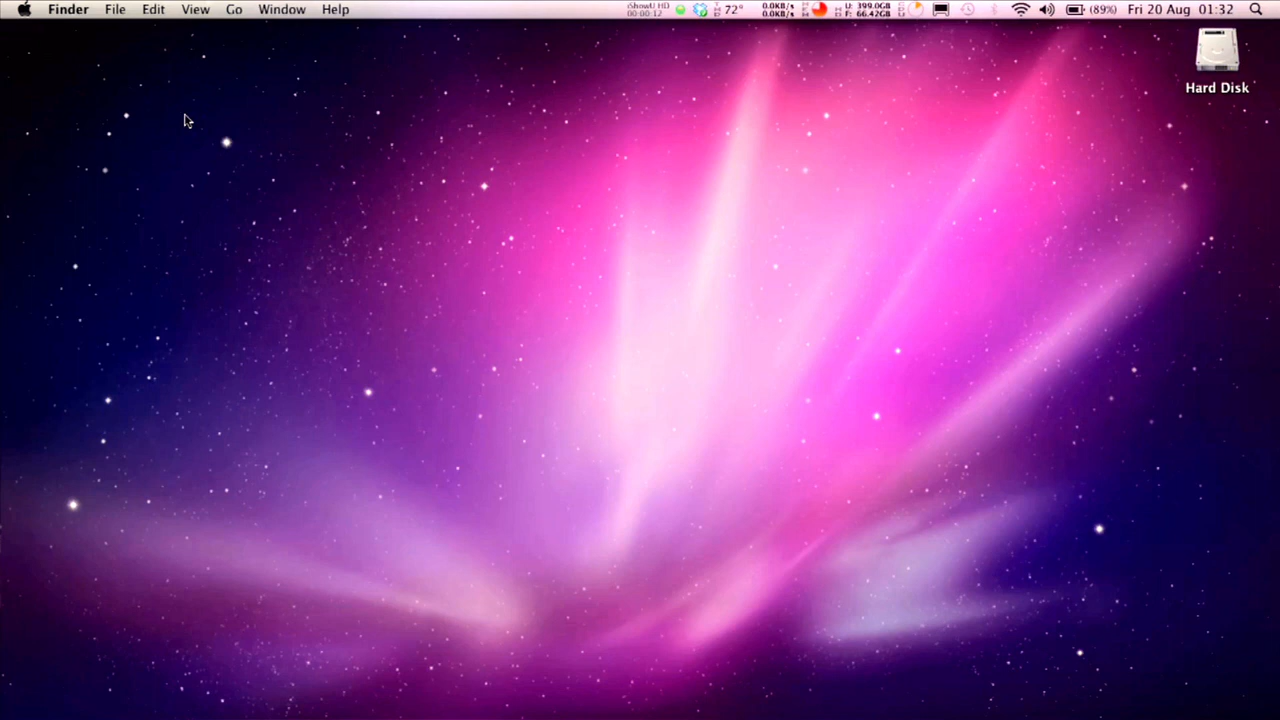 Finder File Edit View Go Window Help iShowU HD 72° 0.0KB/s U: 399.0GB (89%) Fri 20 Aug 01:32
00:00:12 0.0KB/s F: 66.42GB
Hard Disk